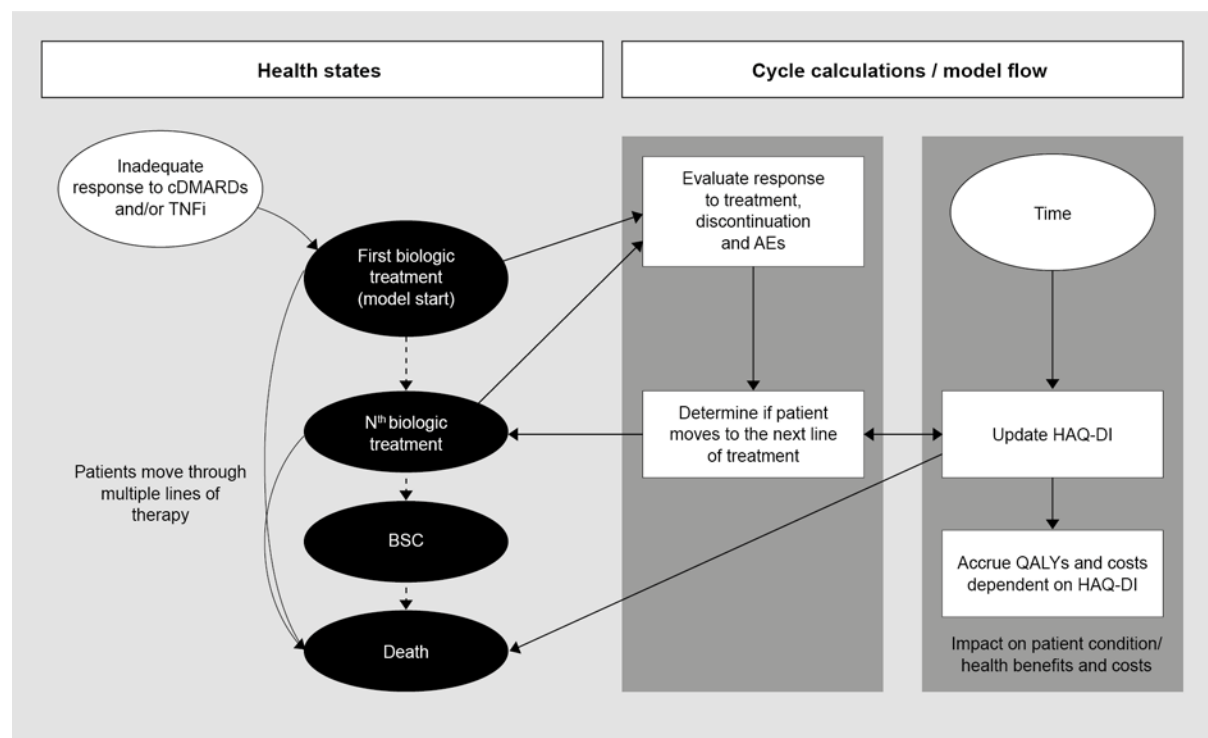 Health states
Cycle calculations / model flow
Inadequate
response to cDMARDs
and/or TNFi
First biologic
treatment
(model start)
Nth biologic
treatment
BSC
Death
Patients move through
multiple lines of
therapy
Evaluate response
to treatment,
discontinuation
and AEs
Determine if patient
moves to the next line
of treatment
Time
Update HAQ-DI
Accrue QALYs and costs
dependent on HAQ-DI
Impact on patient condition/
health benefits and costs